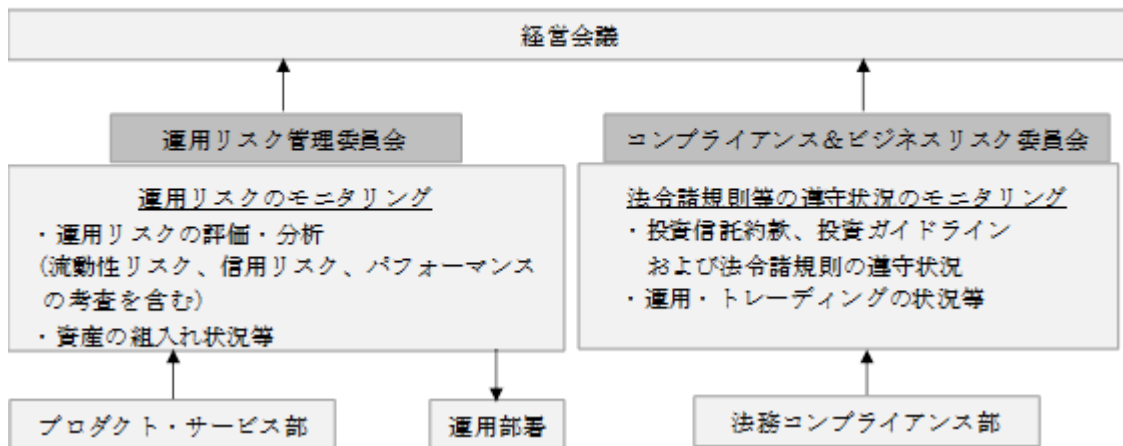 経営会議
運用リスク管理委員会
運用リスクのモニタリング
・運用リスクの評価・分析
(流動性リスク、信用リスク、パフォーマンス
の考査を含む)
・資産の組入れ状況等
プロダクト・サービス部
運用部署
コンプライアンス&ビジネスリスク委員会
法令諸規則等の遵守状況のモニタリング
・投資信託約款、投資ガイドライン
および法令諸規則の遵守状況
・運用・トレーディングの状況等
法務コンプライアンス部